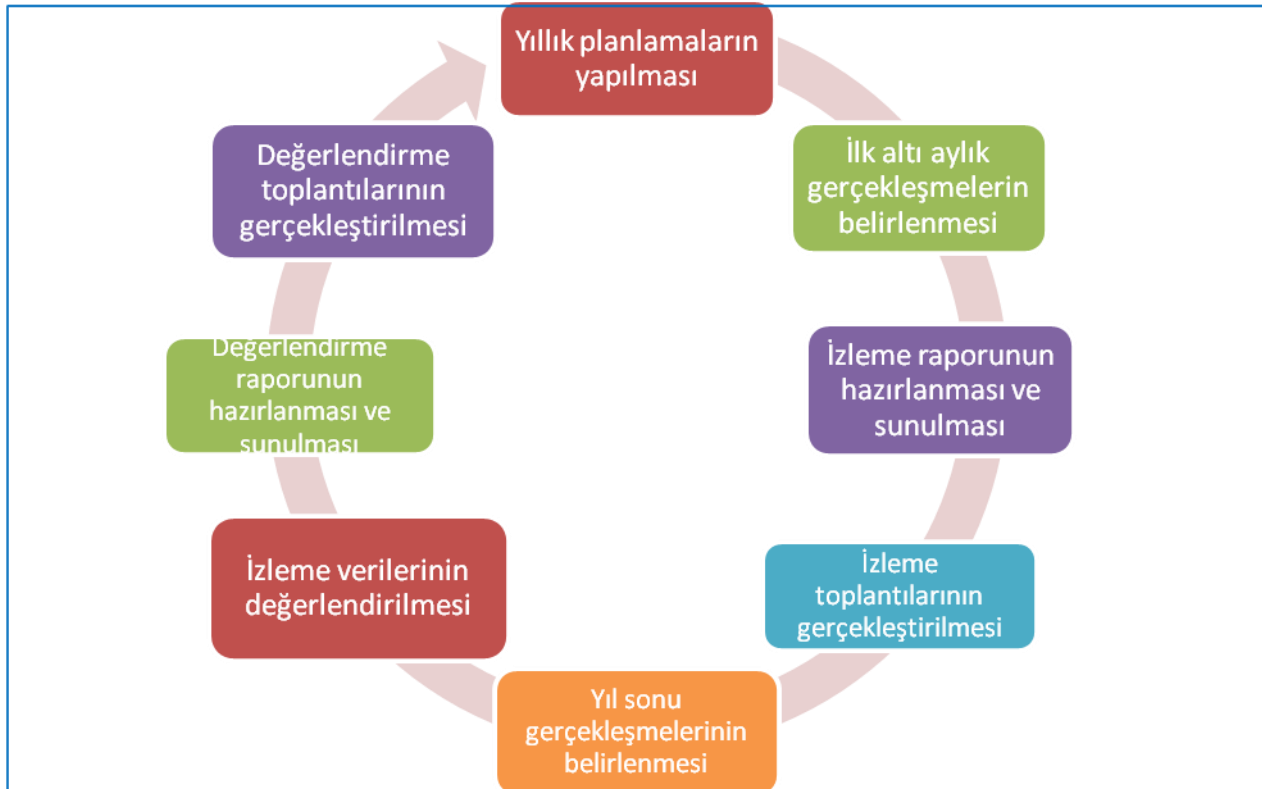 Yıllık planlamaların
yapılması
İlk altı aylık
gerçekleşmelerin
belirlenmesi
İzleme raporunun
hazırlanması ve
sunulması
İzleme
toplantılarının
gerçekleştirilmesi
Yıl sonu
gerçekleşmelerinin
belirlenmesi
İzleme verilerinin
değerlendirilmesi
Değerlendirme
raporunun
hazırlanması ve
sunulması
Değerlendirme
toplantılarının
gerçekleştirilmesi